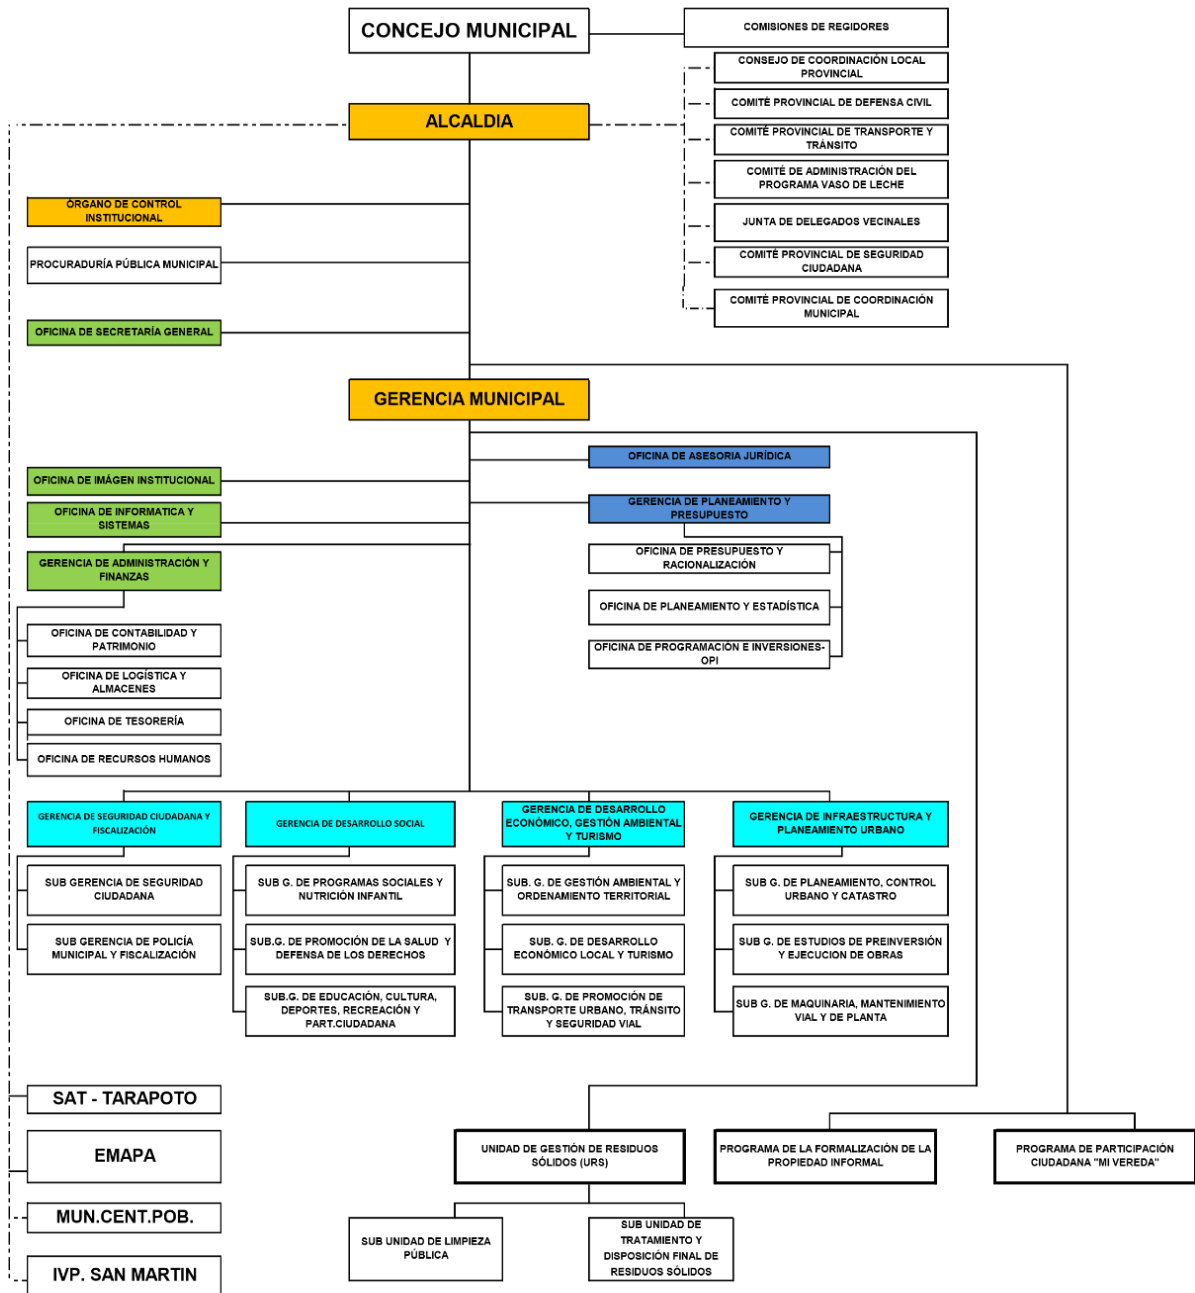 CONCEJO MUNICIPAL
COMISIONES DE REGIDORES
CONSEJO DE COORDINACIÓN LOCAL
PROVINCIAL
COMITÉ PROVINCIAL DE DEFENSA CIVIL
ALCALDIA
COMITÉ PROVINCIAL DE TRANSPORTE Y
TRÁNSITO
COMITÉ DE ADMINISTRACIÓN DEL
PROGRAMA VASO DE LECHE
JUNTA DE DELEGADOS VECINALES
COMITÉ PROVINCIAL DE SEGURIDAD
CIUDADANA
COMITÉ PROVINCIAL DE COORDINACIÓN
MUNICIPAL
ÓRGANO DE CONTROL
INSTITUCIONAL
PROCURADURÍA PÚBLICA MUNICIPAL
OFICINA DE SECRETARÍA GENERAL
GERENCIA MUNICIPAL
OFICINA DE ASESORIA JURÍDICA
OFICINA DE IMÁGEN INSTITUCIONAL
GERENCIA DE PLANEAMIENTO Y
PRESUPUESTO
OFICINA DE INFORMATICA Y
SISTEMAS
GERENCIA DE ADMINISTRACIÓN Y
FINANZAS
OFICINA DE PRESUPUESTO Y
RACIONALIZACIÓN
OFICINA DE PLANEAMIENTO Y ESTADÍSTICA
OFICINA DE PROGRAMACIÓN E INVERSIONES-
OPI
OFICINA DE CONTABILIDAD Y
PATRIMONIO
OFICINA DE LOGÍSTICA Y
ALMACENES
OFICINA DE TESORERÍA
OFICINA DE RECURSOS HUMANOS
GERENCIA DE SEGURIDAD CIUDADANA Y
FISCALIZACIÓN
GERENCIA DE DESARROLLO SOCIAL
GERENCIA DE DESARROLLO
ECONÓMICO, GESTIÓN AMBIENTAL
Y TURISMO
GERENCIA DE INFRAESTRUCTURA Y
PLANEAMIENTO URBANO
SUB GERENCIA DE SEGURIDAD
CIUDADANA
SUB G. DE PROGRAMAS SOCIALES Y
NUTRICIÓN INFANTIL
SUB. G. DE GESTIÓN AMBIENTAL Y
ORDENAMIENTO TERRITORIAL
SUB G. DE PLANEAMIENTO, CONTROL
URBANO Y CATASTRO
SUB GERENCIA DE POLICÍA
MUNICIPAL Y FISCALIZACIÓN
SUB.G. DE PROMOCIÓN DE LA SALUD Y
DEFENSA DE LOS DERECHOS
SUB. G. DE DESARROLLO
ECONÓMICO LOCAL Y TURISMO
SUB G. DE ESTUDIOS DE PREINVERSIÓN
Y EJECUCION DE OBRAS
SUB.G. DE EDUCACIÓN, CULTURA,
DEPORTES, RECREACIÓN Y
PART.CIUDADANA
SUB. G. DE PROMOCIÓN DE
TRANSPORTE URBANO, TRÁNSITO
Y SEGURIDAD VIAL
SUB G. DE MAQUINARIA, MANTENIMIENTO
VIAL Y DE PLANTA
SAT - TARAPOTO
EMAPA
MUN.CENT.POB.
IVP. SAN MARTIN
UNIDAD DE GESTIÓN DE RESIDUOS
SÓLIDOS (URS)
PROGRAMA DE LA FORMALIZACIÓN DE LA
PROPIEDAD INFORMAL
PROGRAMA DE PARTICIPACIÓN
CIUDADANA "MI VEREDA"
SUB UNIDAD DE LIMPIEZA
PÚBLICA
SUB UNIDAD DE
TRATAMIENTO Y
DISPOSICIÓN FINAL DE
RESIDUOS SÓLIDOS